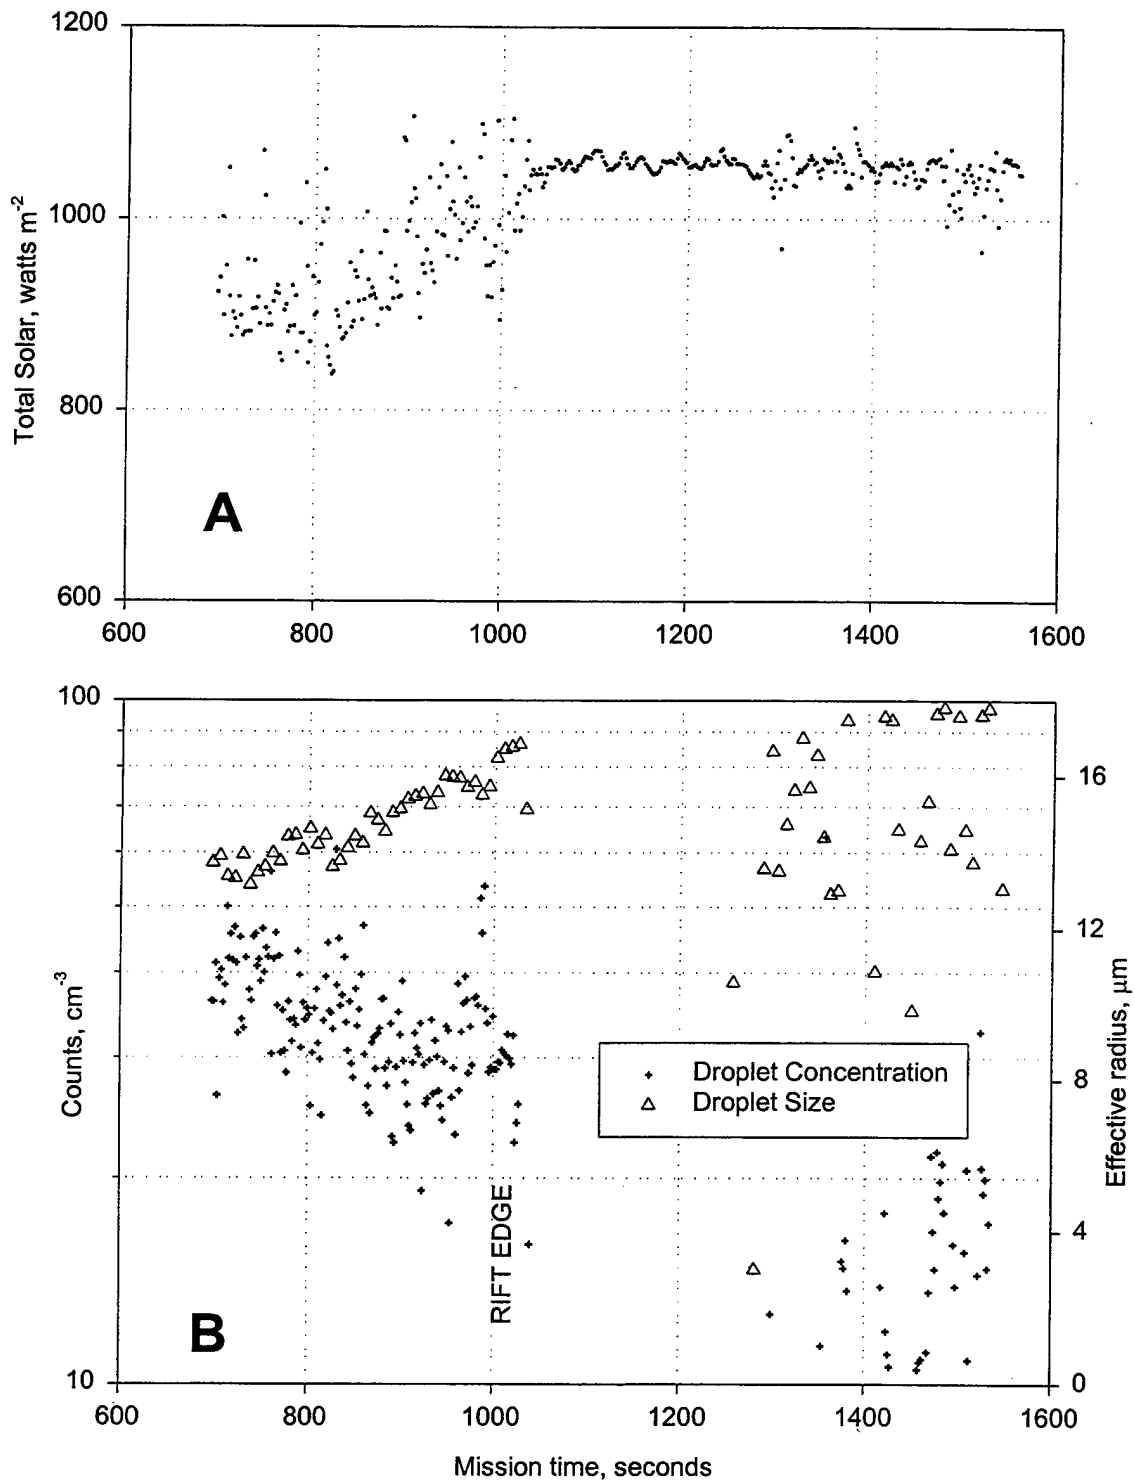 1200
1000
800
600
Total Solar, watts m-2
A
600 800 1000 1200 1400 1600
100
10
Counts, cm-3
16
12
8
4
0
Effective radius, μm
Droplet Concentration
Droplet Size
RIFT EDGE
B
600 800 1000 1200 1400 1600
Mission time, seconds